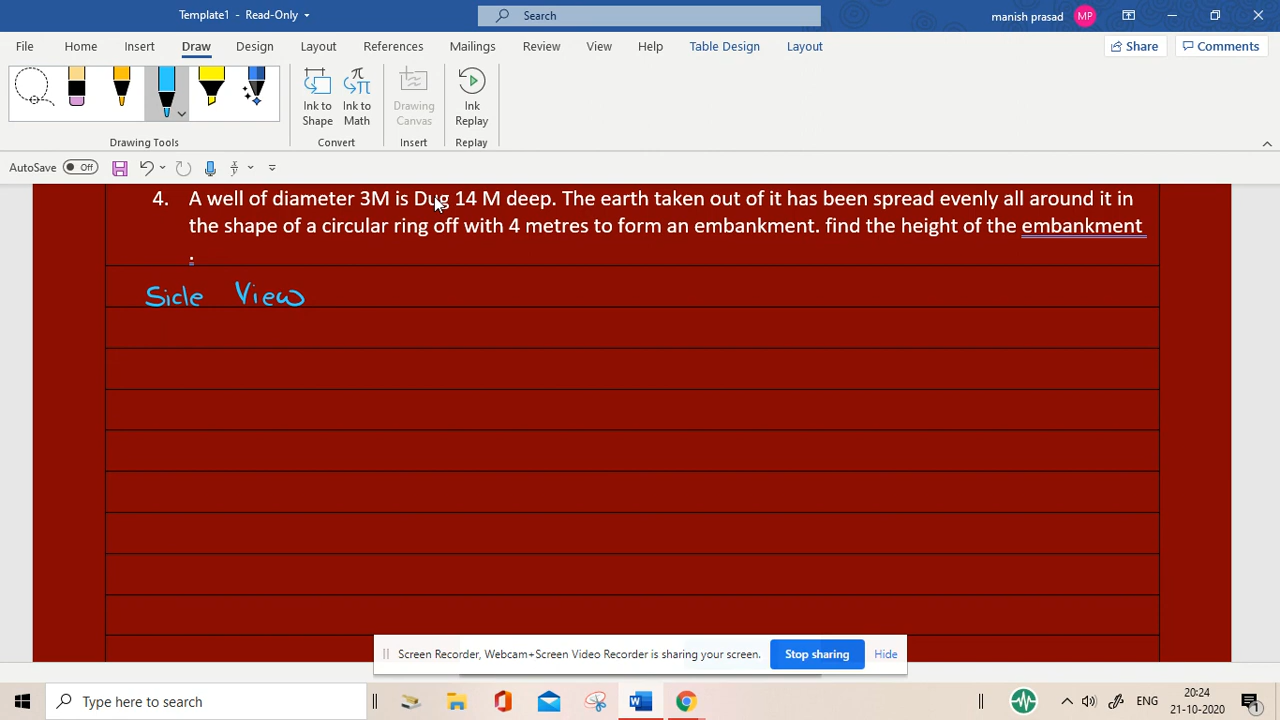 Template1 - Read-Only
Search
manish prasad
MP
File Home Insert Draw Design Layout References Mailings Review View Help Table Design Layout
Share
Comments
Ink to Shape
Ink to Math
Drawing Canvas
Ink Replay
Drawing Tools
Convert
Insert
Replay
AutoSave Off
4. A well of diameter 3M is Dug 14 M deep. The earth taken out of it has been spread evenly all around it in
the shape of a circular ring off with 4 metres to form an embankment. find the height of the embankment
.
Side View
Screen Recorder, Webcam+Screen Video Recorder is sharing your screen.
Stop sharing
Hide
Type here to search
ENG
20:24
21-10-2020
1